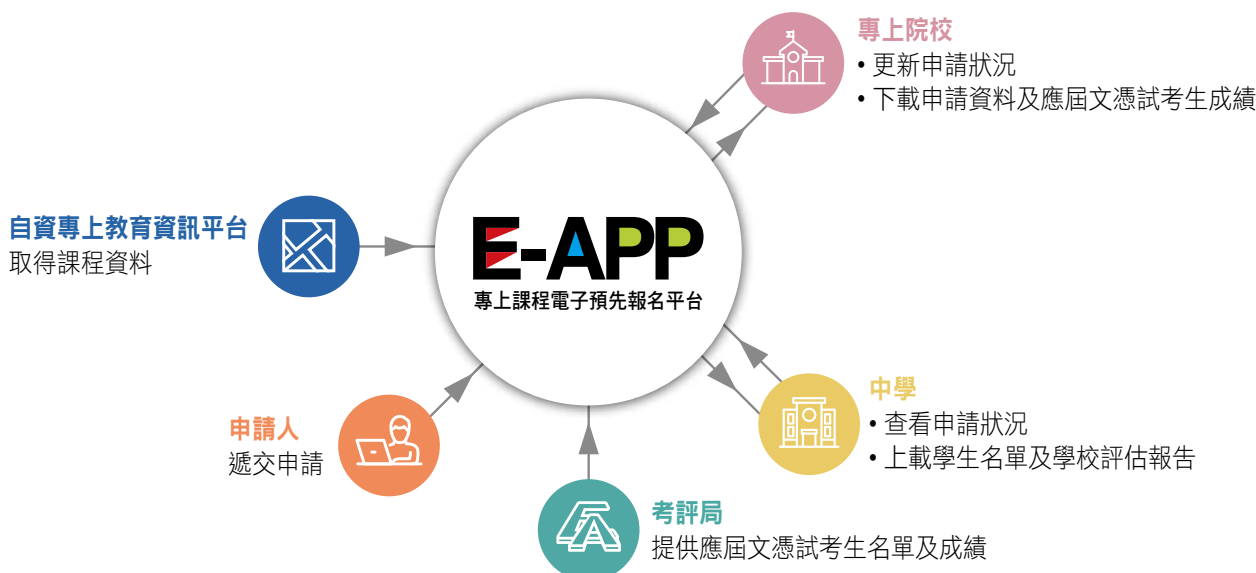 專上院校
• 更新申請狀況
• 下載申請資料及應屆文憑試考生成績
自資專上教育資訊平台
取得課程資料
E-APP
專上課程電子預先報名平台
申請人
遞交申請
中學
• 查看申請狀況
• 上載學生名單及學校評估報告
考評局
提供應屆文憑試考生名單及成績